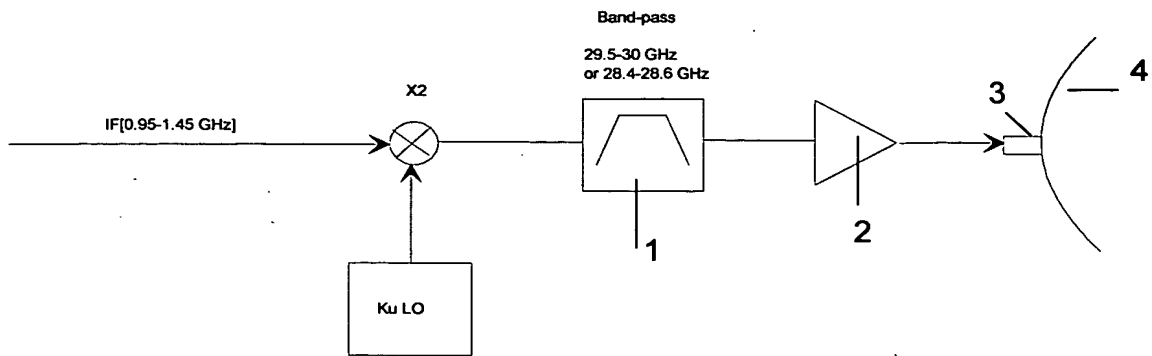 Band-pass
29.5-30 GHz
or 28.4-28.6 GHz
X2
IF[0.95-1.45 GHz]
3
4
1
2
Ku LO